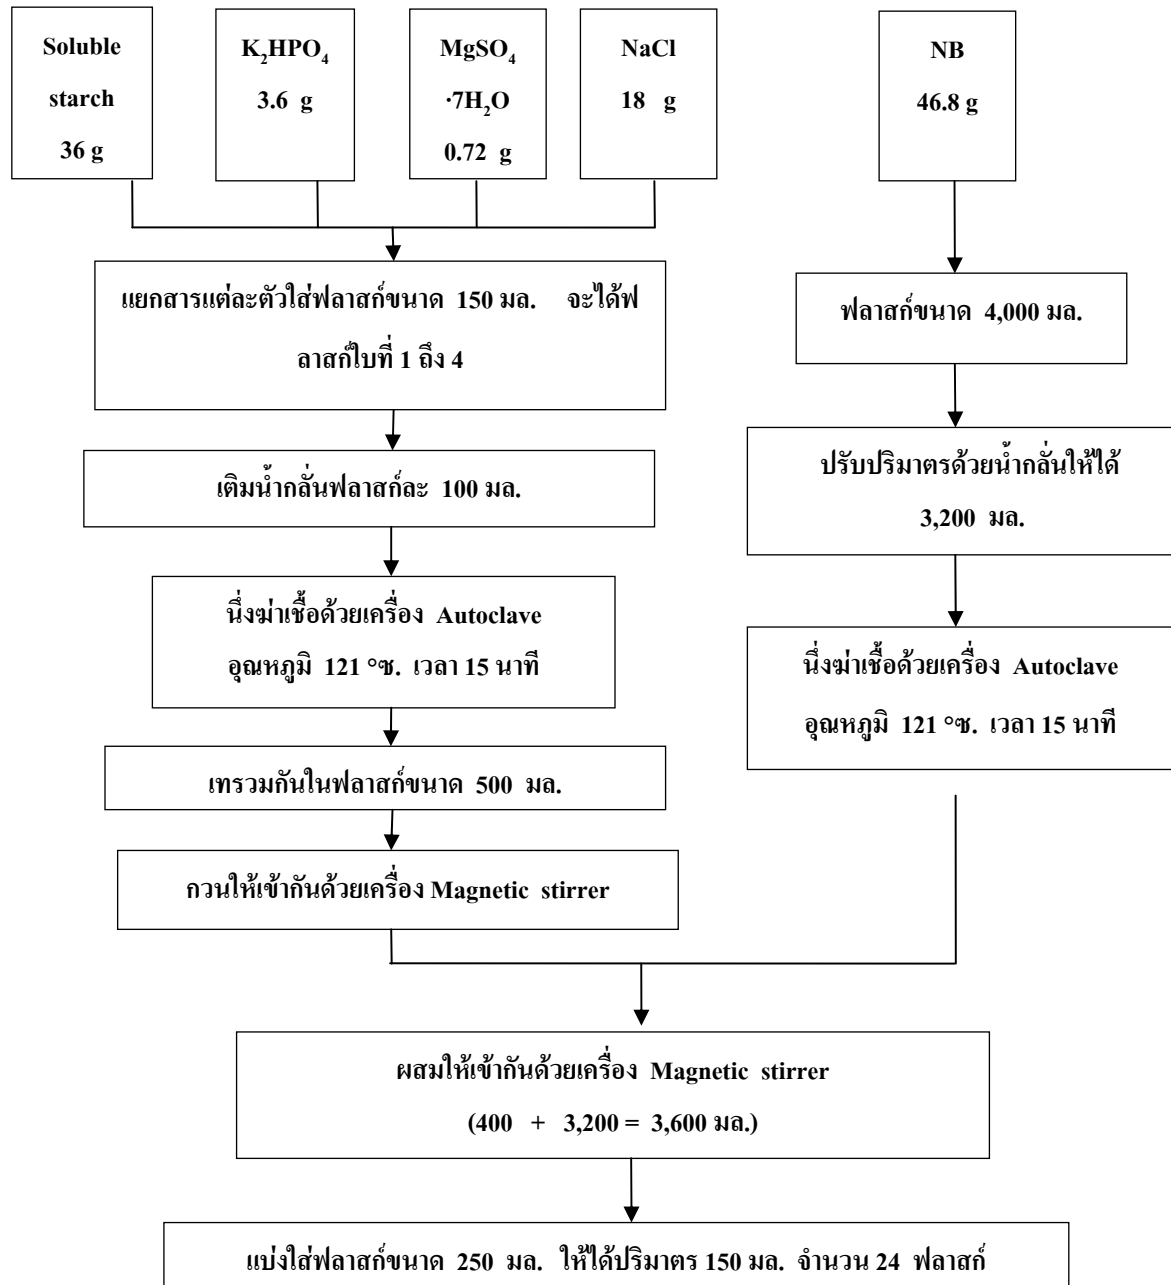 Soluble
starch
36 g
K₂HPO₄
3.6 g
MgSO₄
·7H₂O
0.72 g
NaCl
18 g
NB
46.8 g
แยกสารแต่ละตัวใส่ฟลาสก์ขนาด 150 มล. จะได้ฟ
ลาสก์ใบที่ 1 ถึง 4
ฟลาสก์ขนาด 4,000 มล.
เติมน้ำกลั่นฟลาสก์ละ 100 มล.
ปรับปริมาตรด้วยน้ำกลั่นให้ได้
3,200 มล.
นึ่งฆ่าเชื้อด้วยเครื่อง Autoclave
อุณหภูมิ 121 °ซ. เวลา 15 นาที
นึ่งฆ่าเชื้อด้วยเครื่อง Autoclave
อุณหภูมิ 121 °ซ. เวลา 15 นาที
เทรวมกันในฟลาสก์ขนาด 500 มล.
กวนให้เข้ากันด้วยเครื่อง Magnetic stirrer
ผสมให้เข้ากันด้วยเครื่อง Magnetic stirrer
(400 + 3,200 = 3,600 มล.)
แบ่งใส่ฟลาสก์ขนาด 250 มล. ให้ได้ปริมาตร 150 มล. จำนวน 24 ฟลาสก์